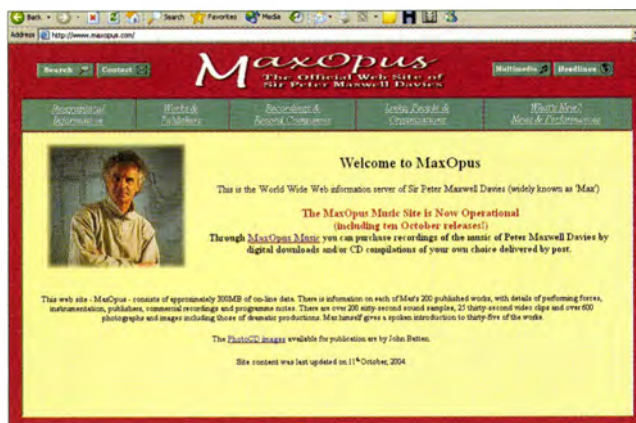 Back Search Favorites Media
Address http://www.maxopus.com/
Search Contact
MaxOpus
The Official Web Site of
Sir Peter Maxwell Davies
Multimedia Headlines
Biographical Information
Works & Publishers
Recordings & Record Companies
Links, People & Organizations
What's New? News & Performances
Welcome to MaxOpus
This is the World Wide Web information server of Sir Peter Maxwell Davies (widely known as 'Max')
The MaxOpus Music Site is Now Operational
(including ten October releases!)
Through MaxOpus Music you can purchase recordings of the music of Peter Maxwell Davies by
digital downloads and/or CD compilations of your own choice delivered by post.
This web site - MaxOpus - consists of approximately 300MB of on-line data. There is information on each of Max's 200 published works, with details of performing forces,
instrumentation, publishers, commercial recordings and programme notes. There are over 200 sixty-second sound samples, 25 thirty-second video clips and over 600
photographs and images including those of dramatic productions. Max himself gives a spoken introduction to thirty-five of the works.
The PhotoCD images available for publication are by John Batten.
Site content was last updated on 11th October, 2004.